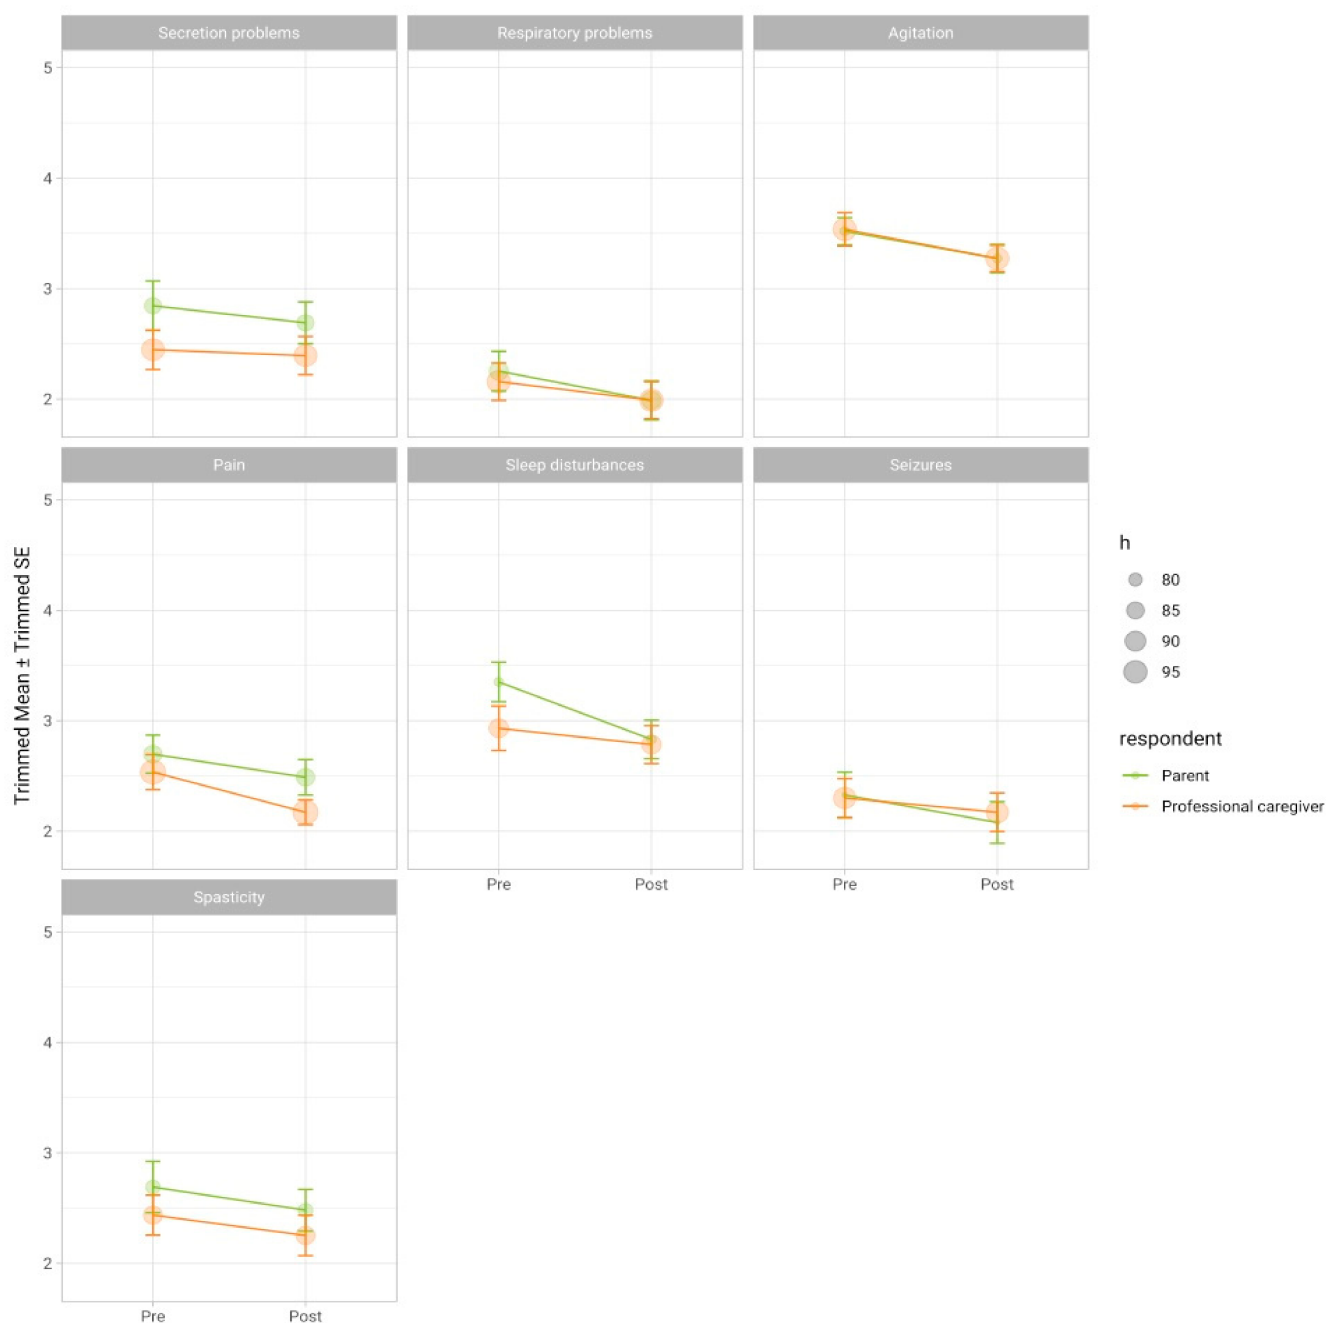 Secretion problems
Respiratory problems
Agitation
5
4
3
2
Pain
Sleep disturbances
Seizures
5
4
3
2
Trimmed Mean ± Trimmed SE
Pre
Post
Pre
Post
Spasticity
5
4
3
2
Pre
Post
h
80
85
90
95
respondent
Parent
Professional caregiver